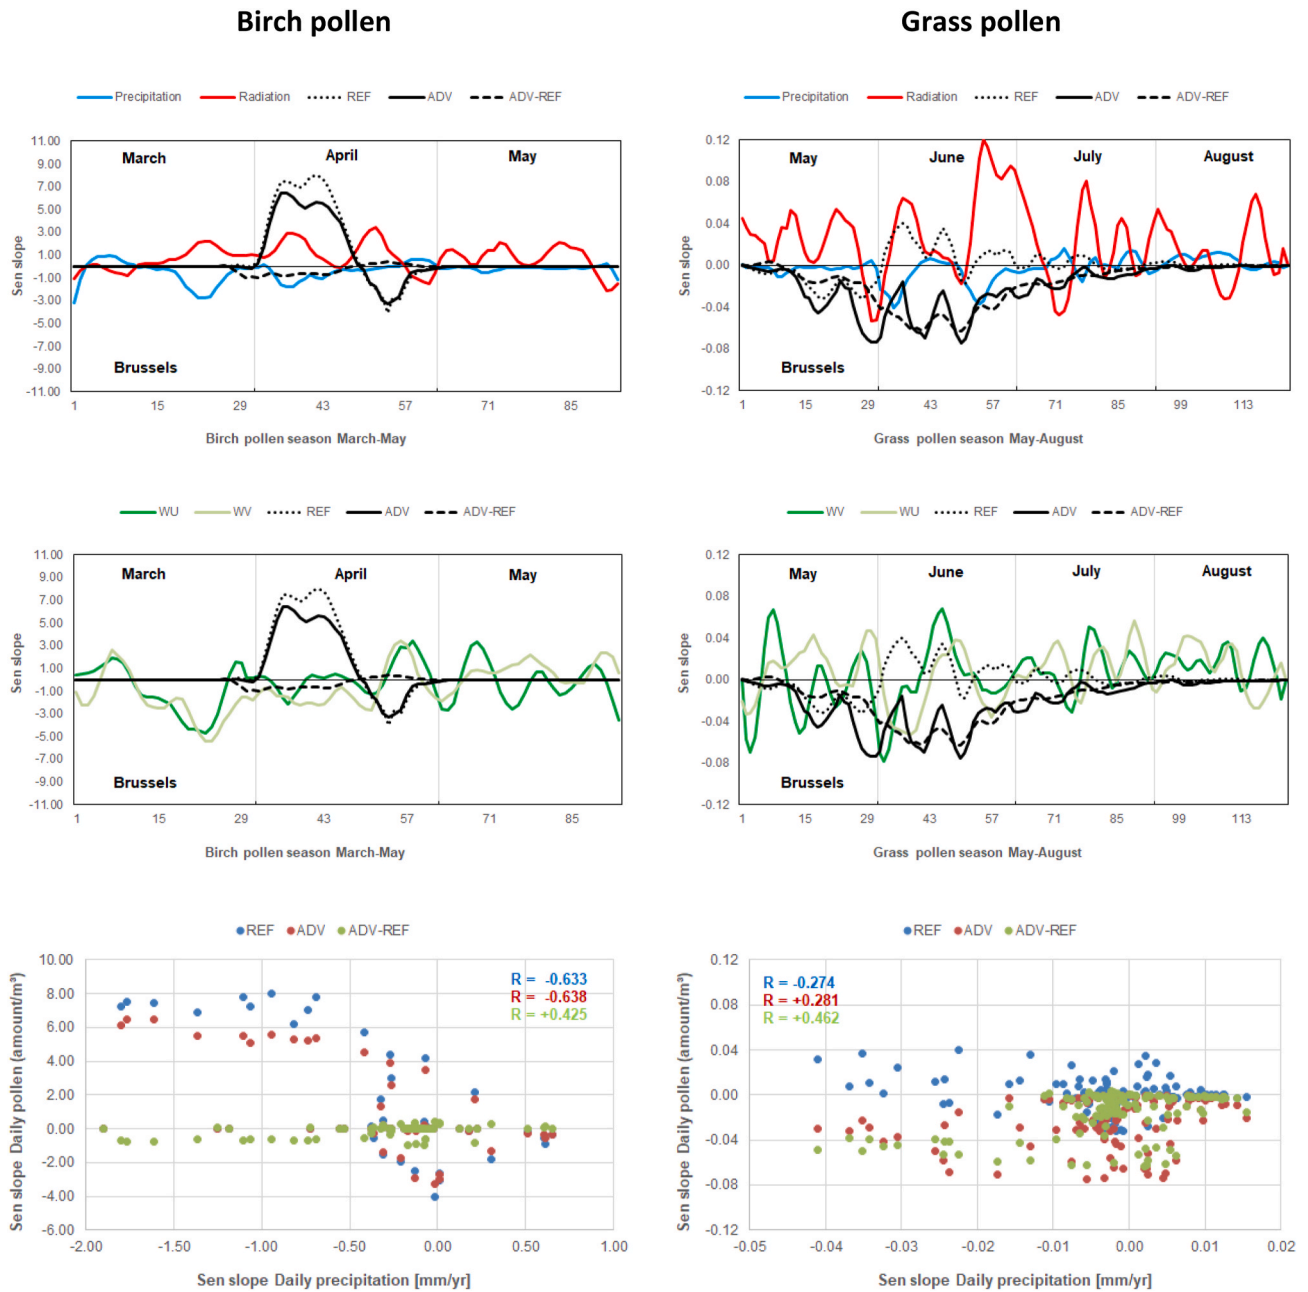 Birch pollen
Grass pollen
Precipitation Radiation REF ADV ADV-REF
11.00
9.00
7.00
5.00
3.00
1.00
-1.00
-3.00
-5.00
-7.00
-9.00
-11.00
Sen slope
March April May
Brussels
1 15 29 43 57 71 85
Birch pollen season March-May
Precipitation Radiation REF ADV ADV-REF
0.12
0.08
0.04
0.00
-0.04
-0.08
-0.12
Sen slope
May June July August
Brussels
1 15 29 43 57 71 85 99 113
Grass pollen season May-August
WU WV REF ADV ADV-REF
11.00
9.00
7.00
5.00
3.00
1.00
-1.00
-3.00
-5.00
-7.00
-9.00
-11.00
Sen slope
March April May
Brussels
1 15 29 43 57 71 85
Birch pollen season March-May
WV WU REF ADV ADV-REF
0.12
0.08
0.04
0.00
-0.04
-0.08
-0.12
Sen slope
May June July August
Brussels
1 15 29 43 57 71 85 99 113
Grass pollen season May-August
REF ADV ADV-REF
10.00
8.00
6.00
4.00
2.00
0.00
-2.00
-4.00
-6.00
Sen slope Daily pollen (amount/m³)
R = -0.633
R = -0.638
R = +0.425
-2.00 -1.50 -1.00 -0.50 0.00 0.50 1.00
Sen slope Daily precipitation [mm/yr]
REF ADV ADV-REF
0.12
0.08
0.04
0.00
-0.04
-0.08
-0.12
Sen slope Daily pollen (amount/m³)
R = -0.274
R = +0.281
R = +0.462
-0.05 -0.04 -0.03 -0.02 -0.01 0.00 0.01 0.02
Sen slope Daily precipitation [mm/yr]